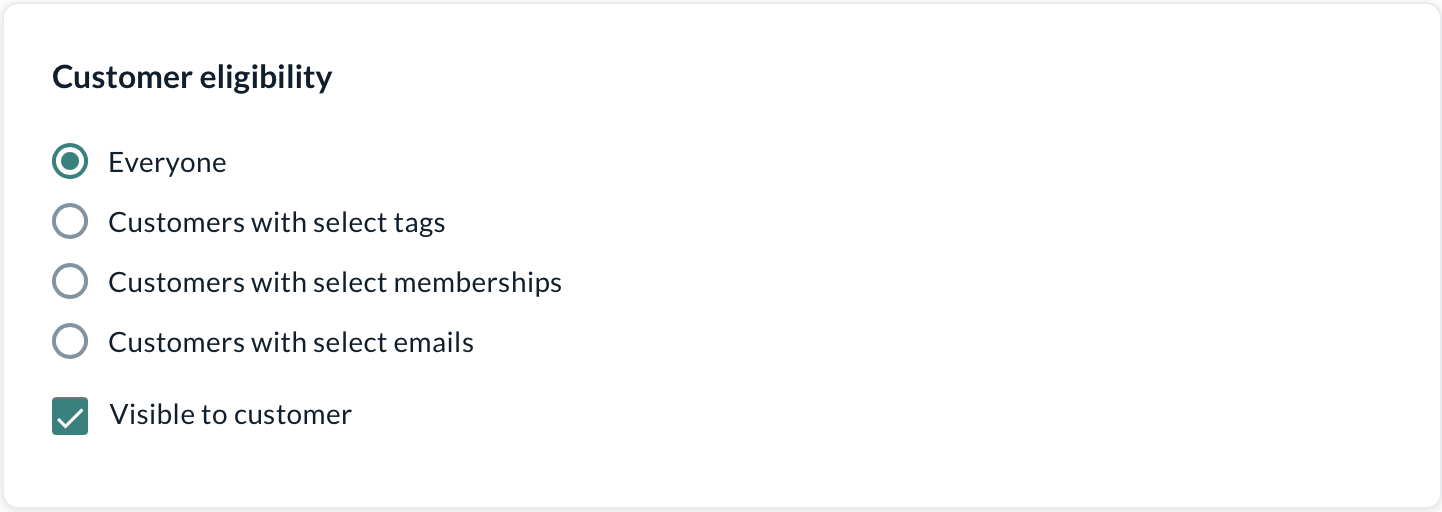 Customer eligibility
Everyone
Customers with select tags
Customers with select memberships
Customers with select emails
Visible to customer